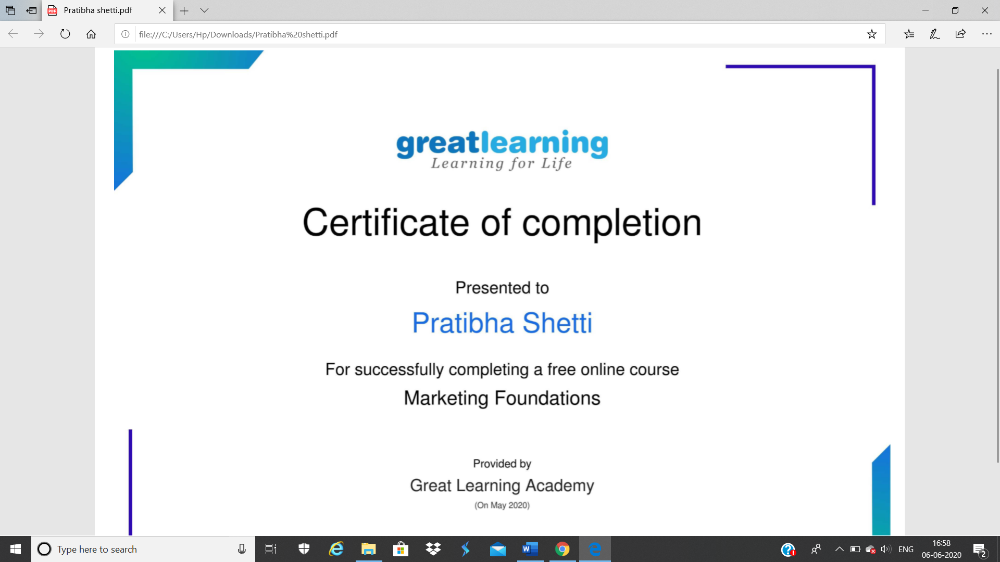 Pratibha shetti.pdf
file:///C:/Users/Hp/Downloads/Pratibha%20shetti.pdf
greatlearning
Learning for Life
Certificate of completion
Presented to
Pratibha Shetti
For successfully completing a free online course
Marketing Foundations
Provided by
Great Learning Academy
(On May 2020)
Type here to search
ENG
16:58
06-06-2020
2